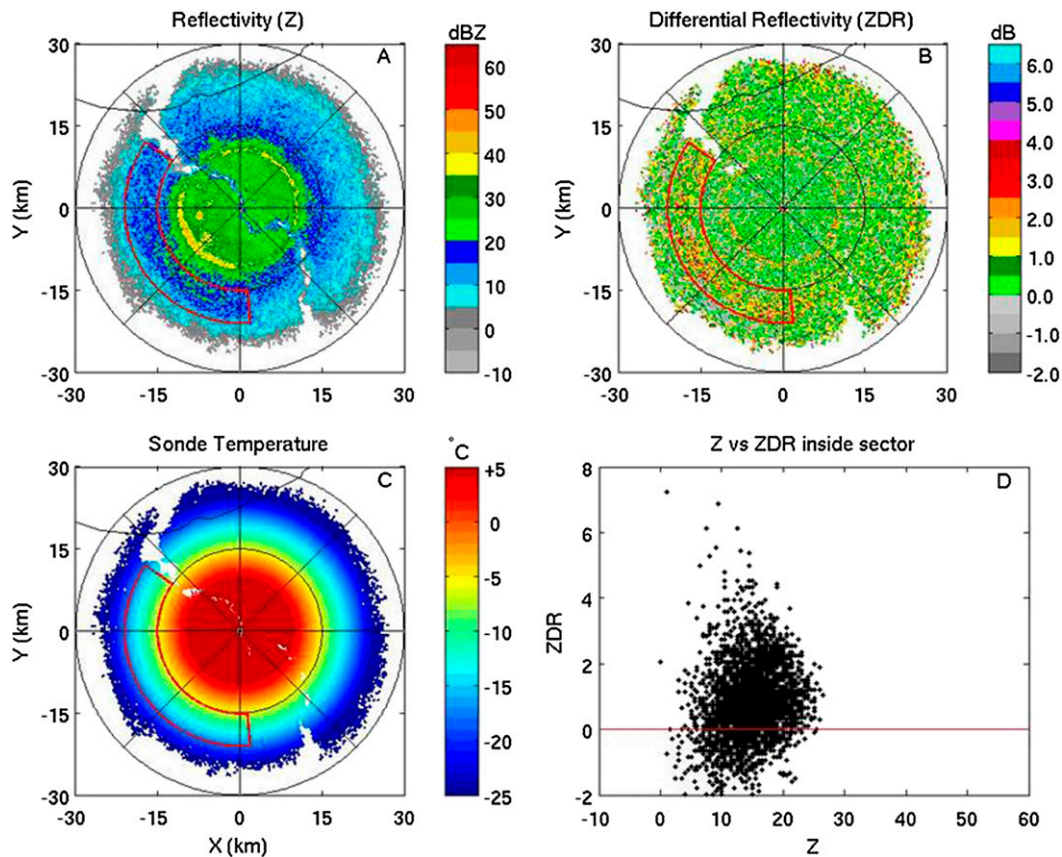 Reflectivity (Z)
dBZ
A
30
15
0
-15
-30
Y (km)
-30 -15 0 15 30
60
50
40
30
20
10
0
-10
Differential Reflectivity (ZDR)
dB
B
30
15
0
-15
-30
Y (km)
-30 -15 0 15 30
6.0
5.0
4.0
3.0
2.0
1.0
0.0
-1.0
-2.0
Sonde Temperature
°C
C
30
15
0
-15
-30
Y (km)
-30 -15 0 15 30
X (km)
+5
0
-5
-10
-15
-20
-25
Z vs ZDR inside sector
D
8
6
4
2
0
-2
ZDR
-10 0 10 20 30 40 50 60
Z